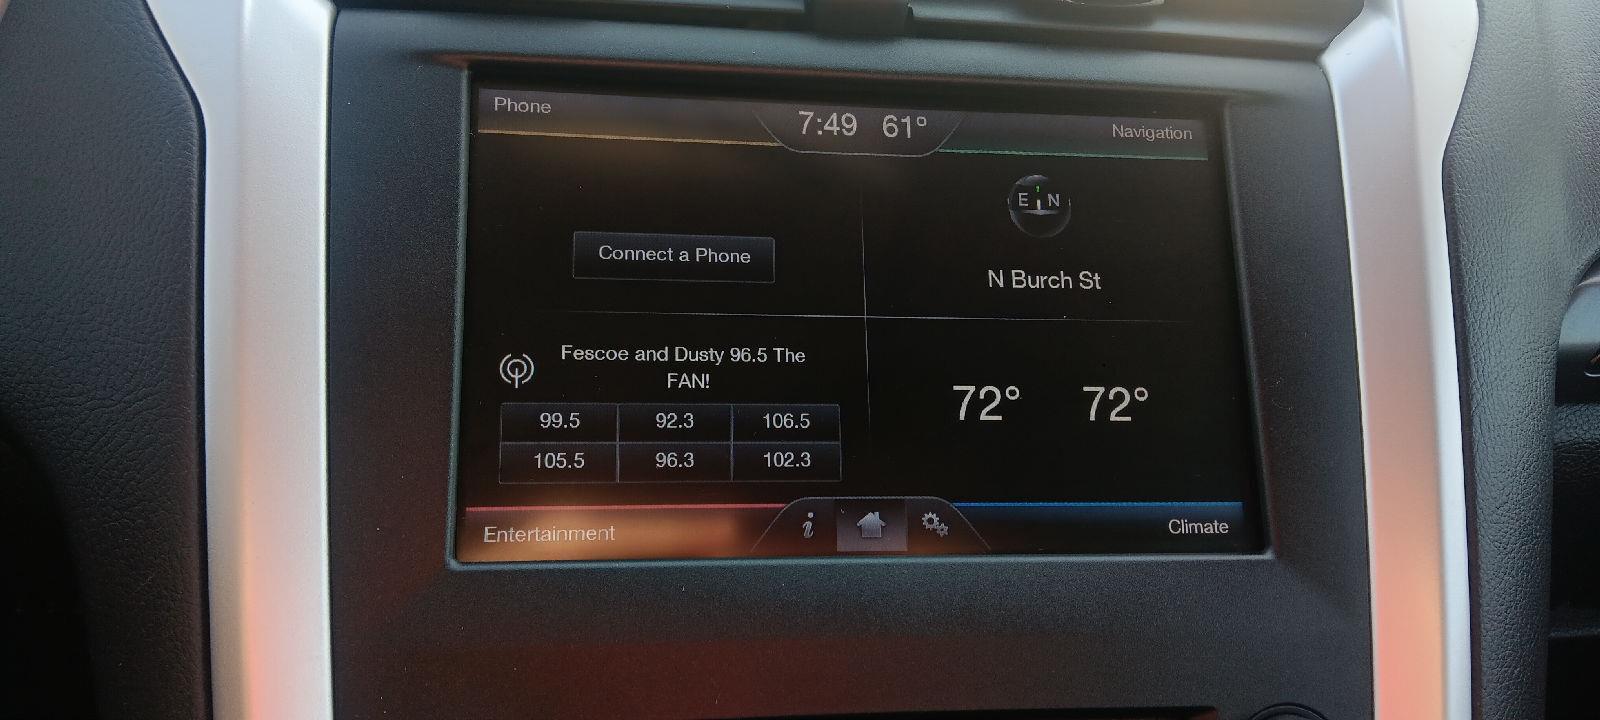 Phone
7:49 61°
Navigation
E N
Connect a Phone
N Burch St
Fescoe and Dusty 96.5 The
FAN!
99.5 92.3 106.5
105.5 96.3 102.3
72° 72°
Entertainment
i
Climate